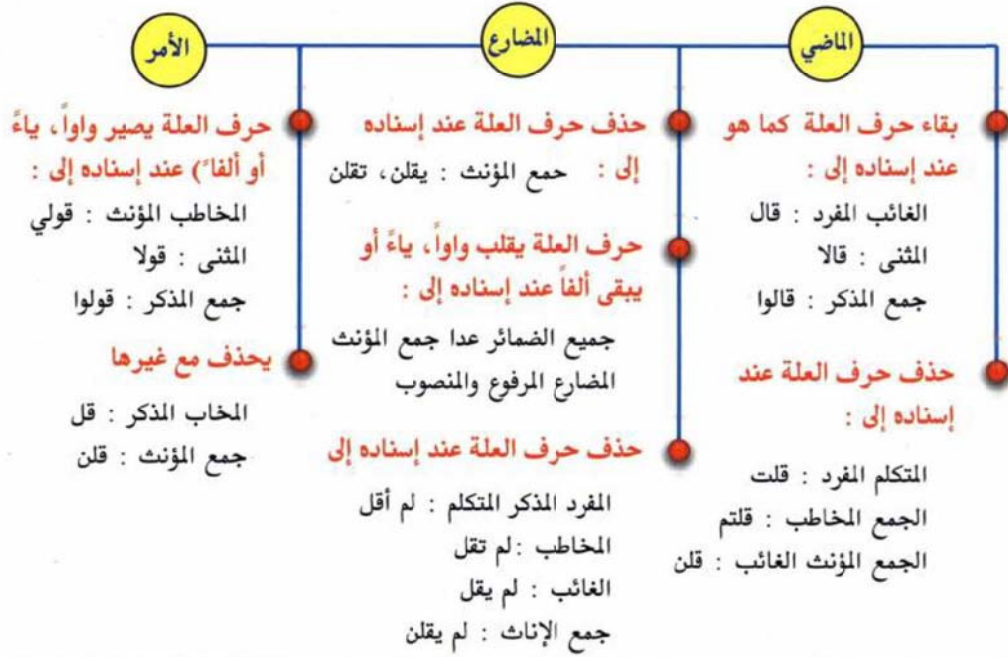 الماضي
بقاء حرف العلة كما هو
عند إسناده إلى :
الغائب المفرد : قال
المثنى : قالا
جمع المذكر : قالوا
حذف حرف العلة عند
إسناده إلى :
المتكلم المفرد : قلت
الجمع المخاطب : قلتم
الجمع المؤنث الغائب : قلن
المضارع
حذف حرف العلة عند إسناده
إلى : حمع المؤنث : يقلن، تقلن
حرف العلة يقلب واواً، ياءً أو
يبقى ألفاً عند إسناده إلى :
جميع الضمائر عدا جمع المؤنث
المضارع المرفوع والمنصوب
حذف حرف العلة عند إسناده إلى
المفرد المذكر المتكلم : لم أقل
المخاطب :لم تقل
الغائب : لم يقل
جمع الإناث : لم يقلن
الأمر
حرف العلة يصير واواً، ياءً
أو ألفا ً) عند إسناده إلى :
المخاطب المؤنث : قولي
المثنى : قولا
جمع المذكر : قولوا
يحذف مع غيرها
المخاب المذكر : قل
جمع المؤنث : قلن